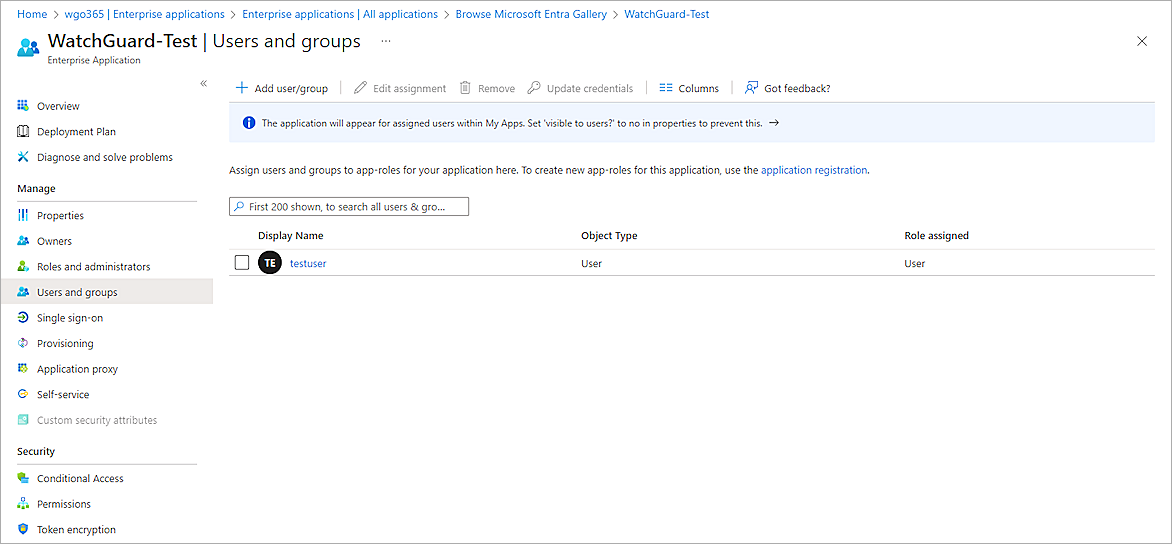 Home > wgo365 | Enterprise applications > Enterprise applications | All applications > Browse Microsoft Entra Gallery > WatchGuard-Test
WatchGuard-Test | Users and groups ...
Enterprise Application
«
Overview
Deployment Plan
Diagnose and solve problems
Manage
Properties
Owners
Roles and administrators
Users and groups
Single sign-on
Provisioning
Application proxy
Self-service
Custom security attributes
Security
Conditional Access
Permissions
Token encryption
Add user/group | Edit assignment Remove Update credentials | Columns | Got feedback?
The application will appear for assigned users within My Apps. Set 'visible to users?' to no in properties to prevent this. →
Assign users and groups to app-roles for your application here. To create new app-roles for this application, use the application registration.
First 200 shown, to search all users & gro...
Display Name Object Type Role assigned
TE testuser User User